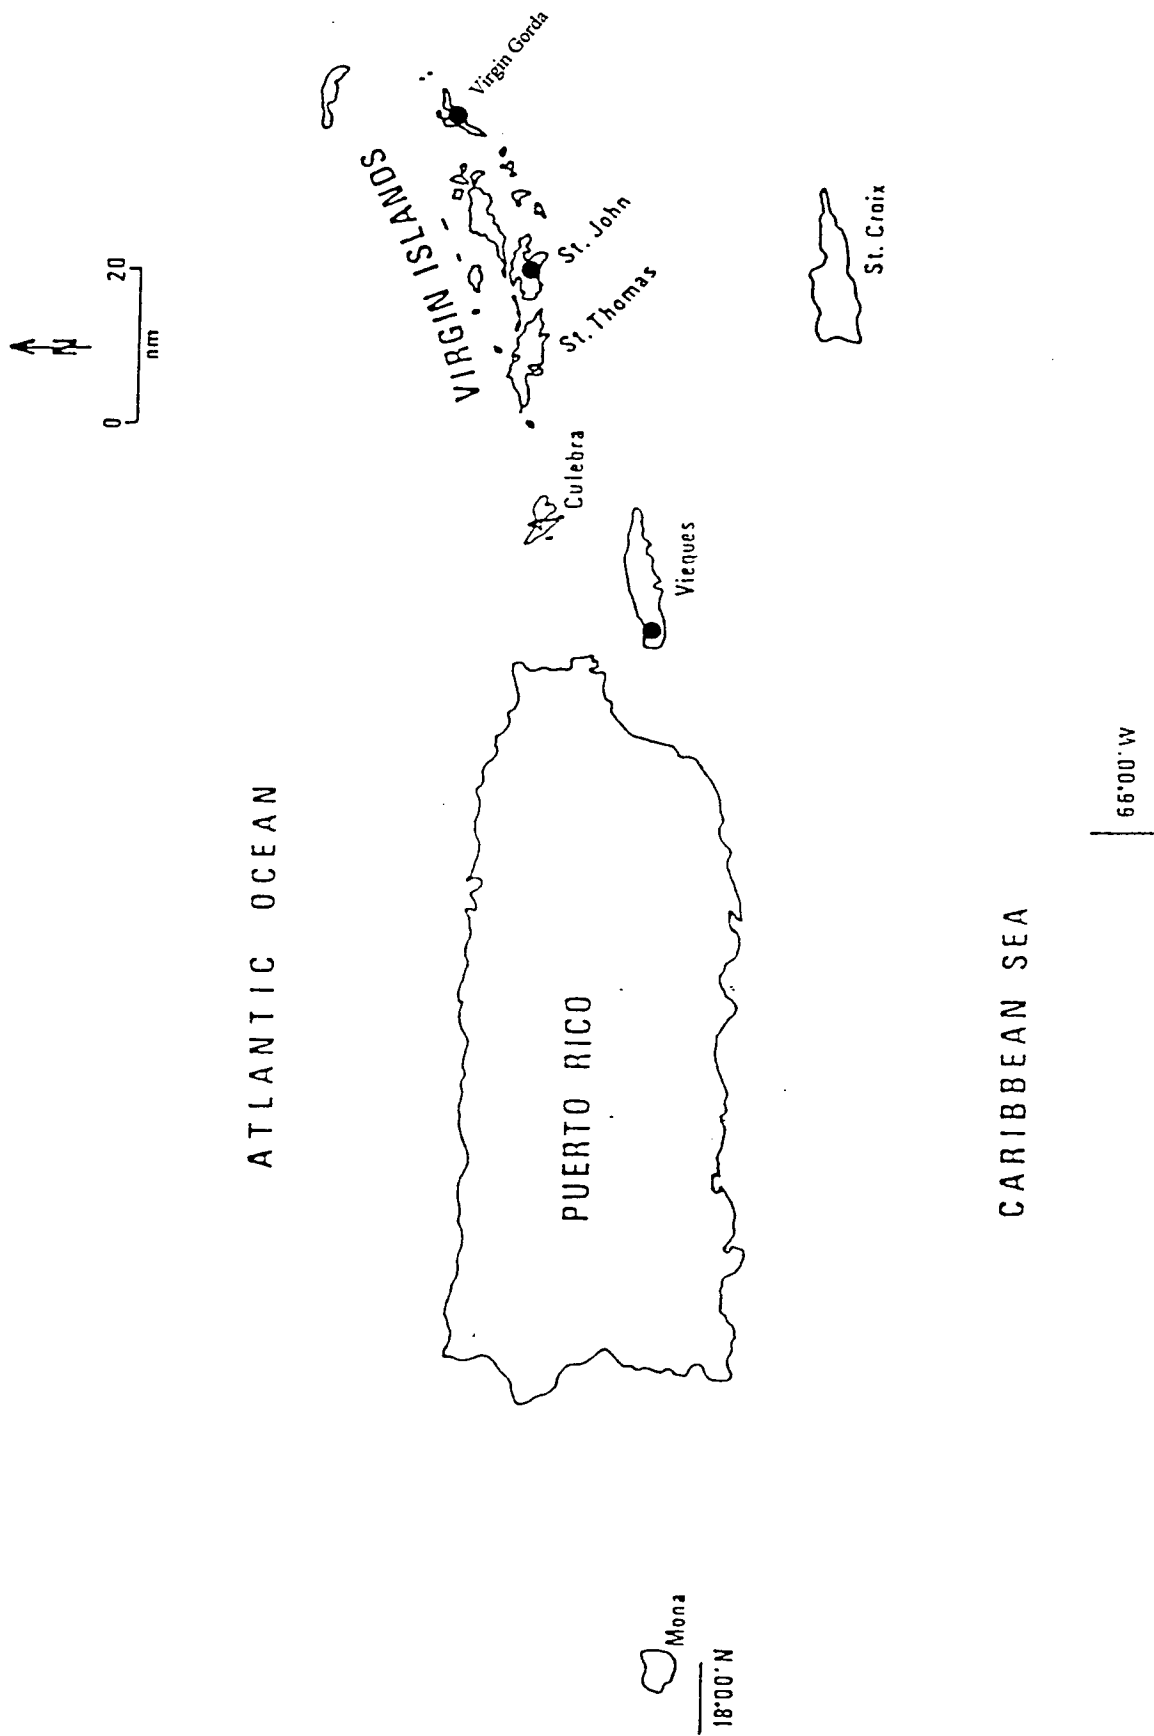 N
0 20
nm
ATLANTIC OCEAN
VIRGIN ISLANDS
Virgin Gorda
St. John
St. Thomas
Culebra
Vieques
St. Croix
PUERTO RICO
Mona
18°00'N
CARIBBEAN SEA
66°00'W